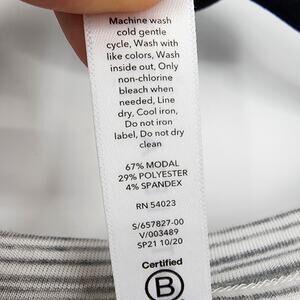 Machine wash
cold gentle
cycle, Wash with
like colors, Wash
inside out, Only
non-chlorine
bleach when
needed, Line
dry, Cool iron,
Do not iron
label, Do not dry
clean
67% MODAL
29% POLYESTER
4% SPANDEX
RN 54023
S/657827-00
V/003489
SP21 10/20
Certified
B